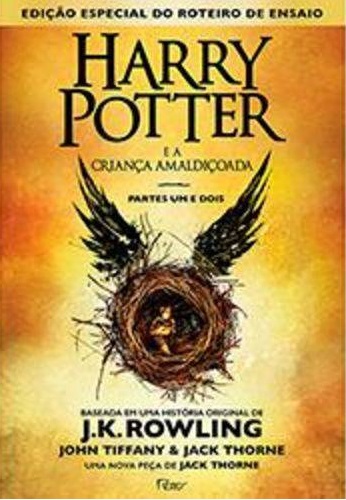 EDIÇÃO ESPECIAL DO ROTEIRO DE ENSAIO
HARRY
POTTER
E A
CRIANÇA AMALDIÇOADA
PARTES UM E DOIS
BASEADA EM UMA HISTÓRIA ORIGINAL DE
J.K. ROWLING
JOHN TIFFANY & JACK THORNE
UMA NOVA PEÇA DE JACK THORNE